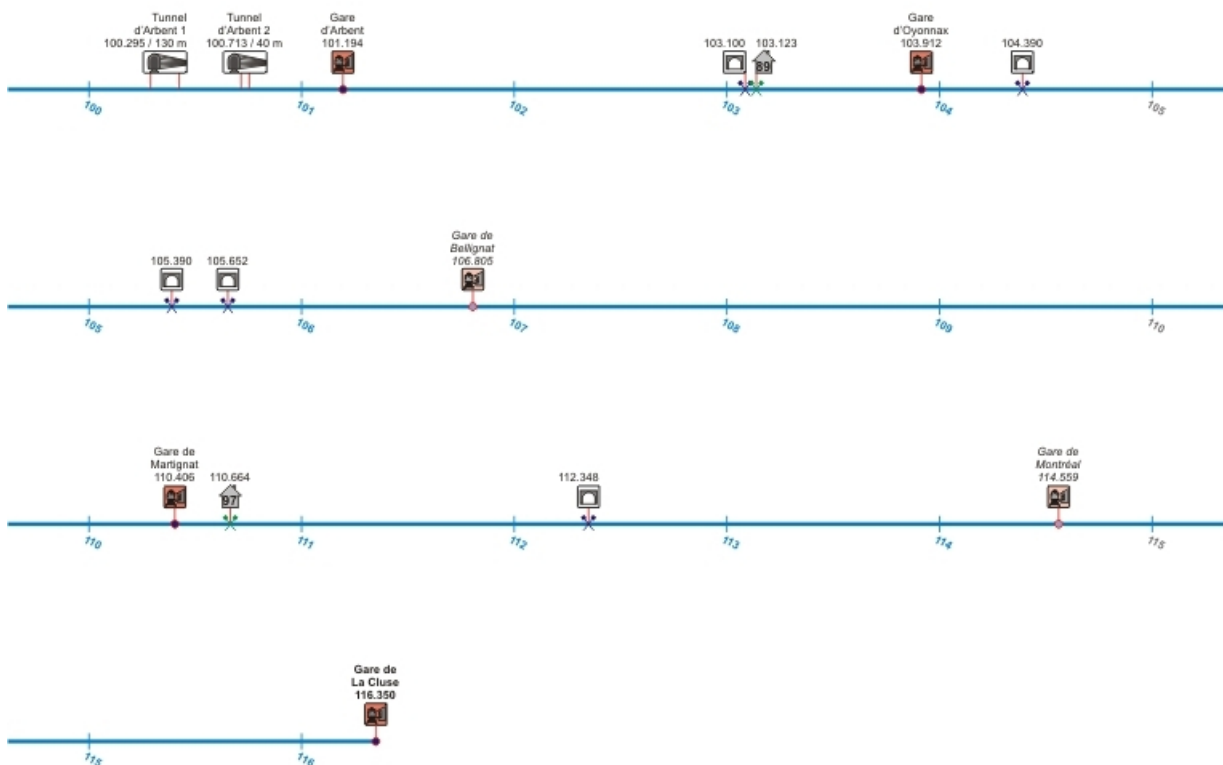 Tunnel
d'Arbent 1
100.295 / 130 m
Tunnel
d'Arbent 2
100.713 / 40 m
Gare
d'Arbent
101.194
103.100
103.123
89
Gare
d'Oyonnax
103.912
104.390
100
101
102
103
104
105
105.390
105.652
Gare de
Bellignat
106.805
105
106
107
108
109
110
Gare de
Martignat
110.406
110.664
97
112.348
Gare de
Montréal
114.559
110
111
112
113
114
115
Gare de
La Cluse
116.350
115
116